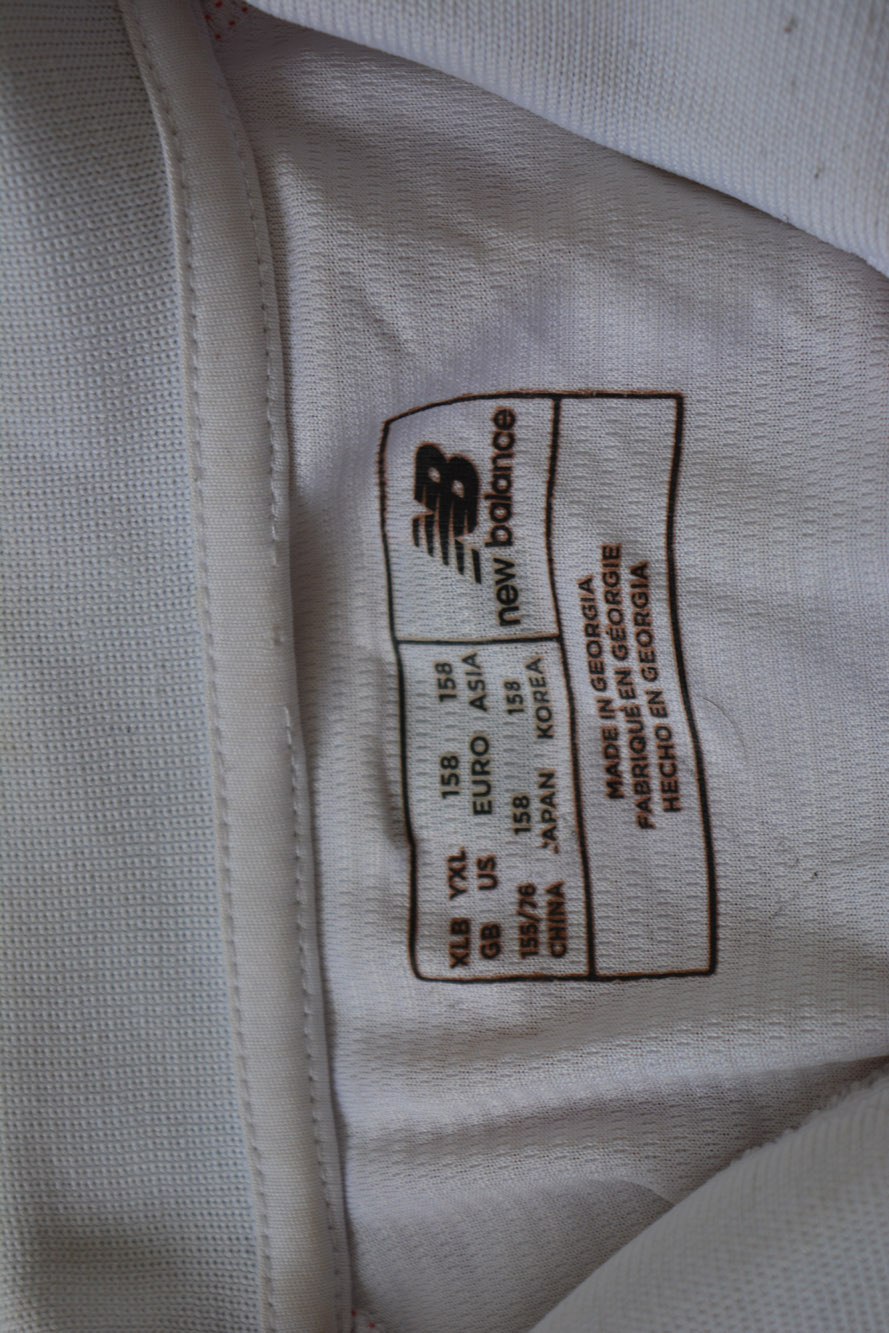 XLB YXL 158 158
GB US EURO ASIA
155/76 158 158
CHINA JAPAN KOREA
NB
new balance
MADE IN GEORGIA
FABRIQUÉ EN GÉORGIE
HECHO EN GEORGIA